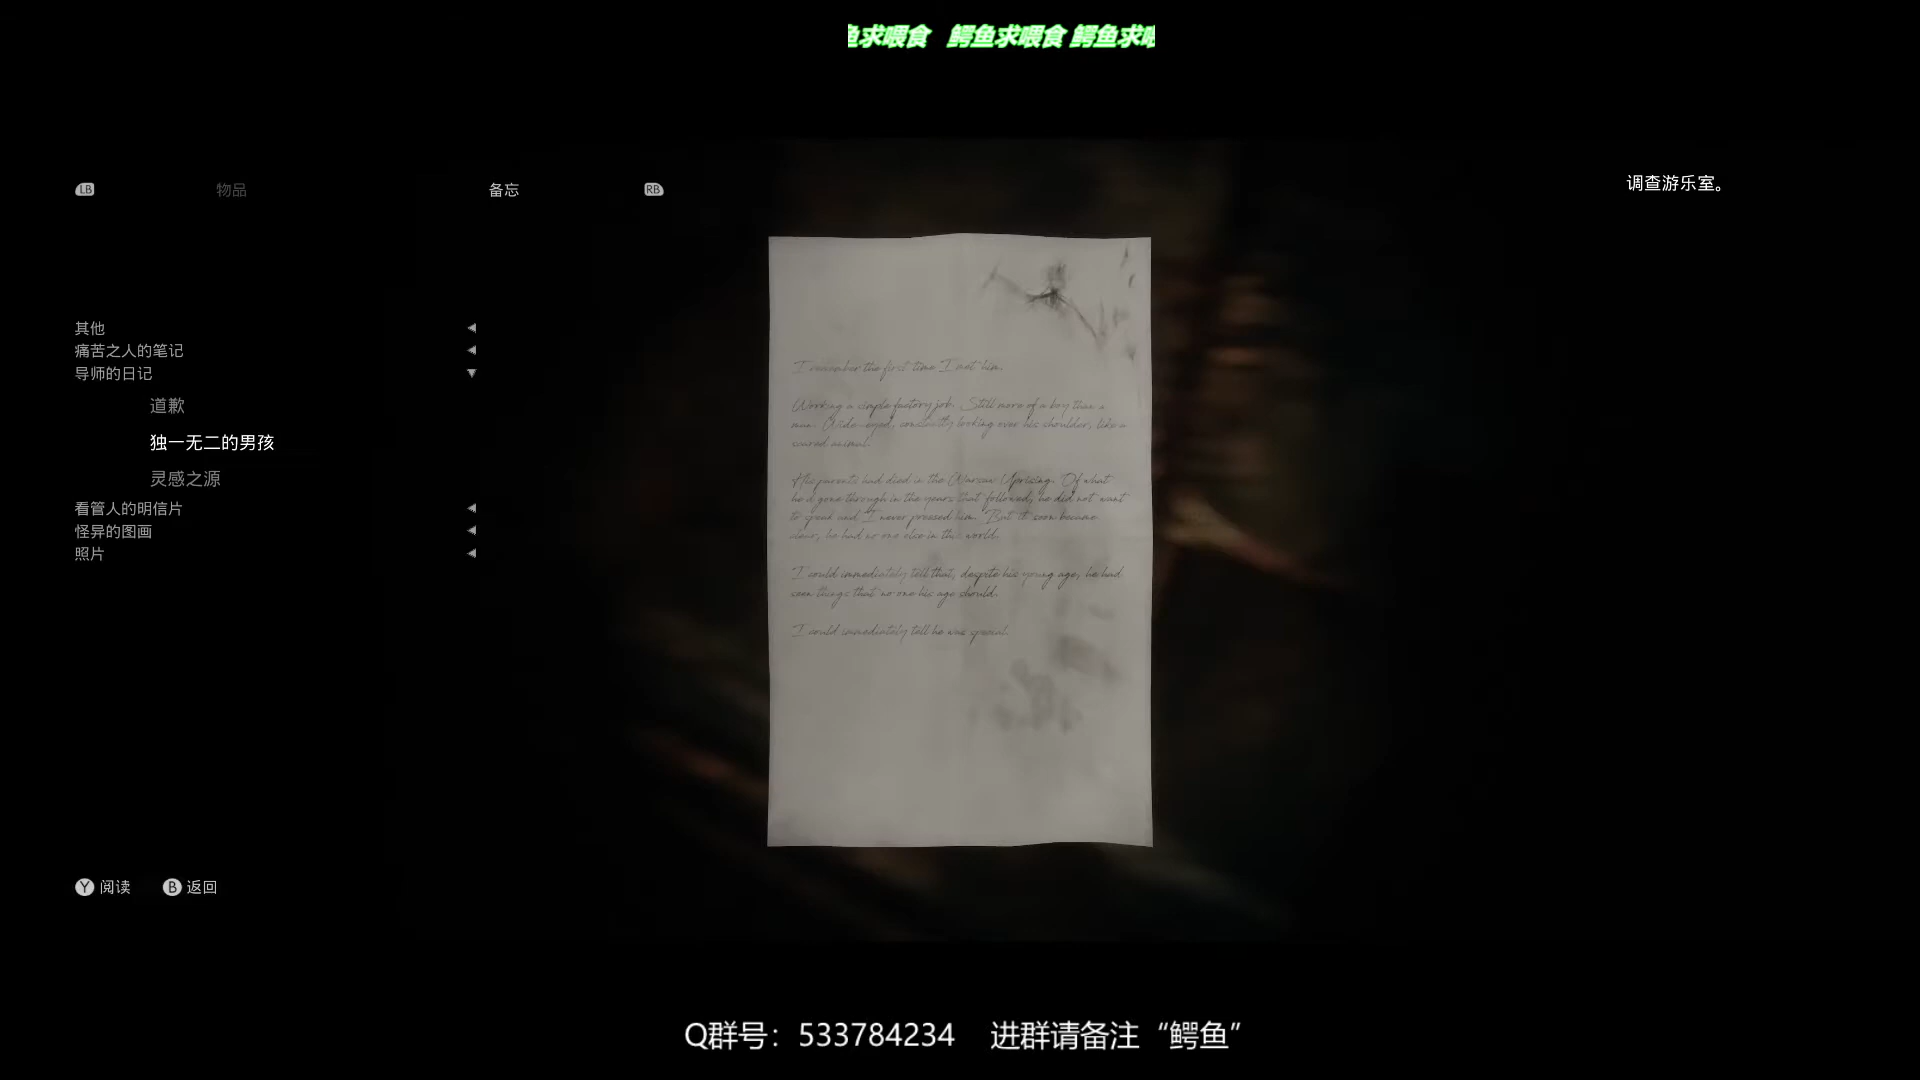 鱼求喂食 鳄鱼求喂食 鳄鱼求喂
LB 物品 备忘 RB
调查游乐室。
其他
痛苦之人的笔记
导师的日记
道歉
独一无二的男孩
灵感之源
看管人的明信片
怪异的图画
照片
I remember the first time I met him.
Working a simple factory job. Still more of a boy than a
man. Wide-eyed, constantly looking over his shoulder, like a
scared animal.
His parents had died in the Warsaw Uprising. Of what
he'd gone through in the years that followed, he did not want
to speak and I never pressed him. But it soon became
clear, he had no one else in the world.
I could immediately tell that, despite his young age, he had
seen things that no one his age should.
I could immediately tell he was special.
Y 阅读 B 返回
Q群号：533784234 进群请备注“鳄鱼”